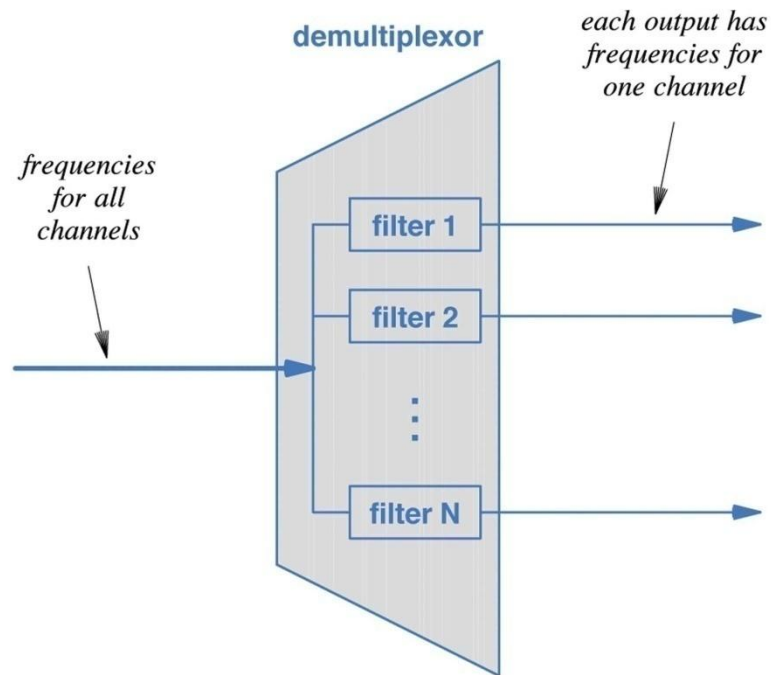 demultiplexor
each output has
frequencies for
one channel
frequencies
for all
channels
filter 1
filter 2
filter N